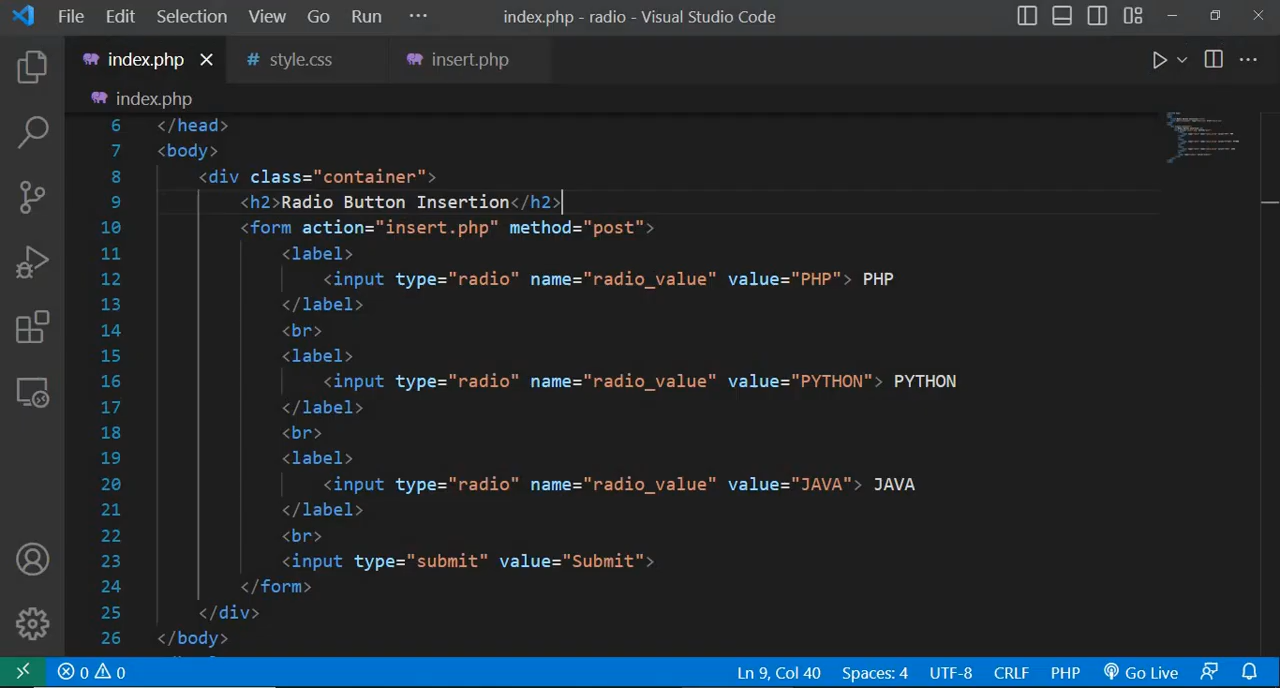 File Edit Selection View Go Run ··· index.php - radio - Visual Studio Code
index.php # style.css insert.php
index.php
6 </head>
7 <body>
8 <div class="container">
9 <h2>Radio Button Insertion</h2>
10 <form action="insert.php" method="post">
11 <label>
12 <input type="radio" name="radio_value" value="PHP"> PHP
13 </label>
14 <br>
15 <label>
16 <input type="radio" name="radio_value" value="PYTHON"> PYTHON
17 </label>
18 <br>
19 <label>
20 <input type="radio" name="radio_value" value="JAVA"> JAVA
21 </label>
22 <br>
23 <input type="submit" value="Submit">
24 </form>
25 </div>
26 </body>
0 0 Ln 9, Col 40 Spaces: 4 UTF-8 CRLF PHP Go Live